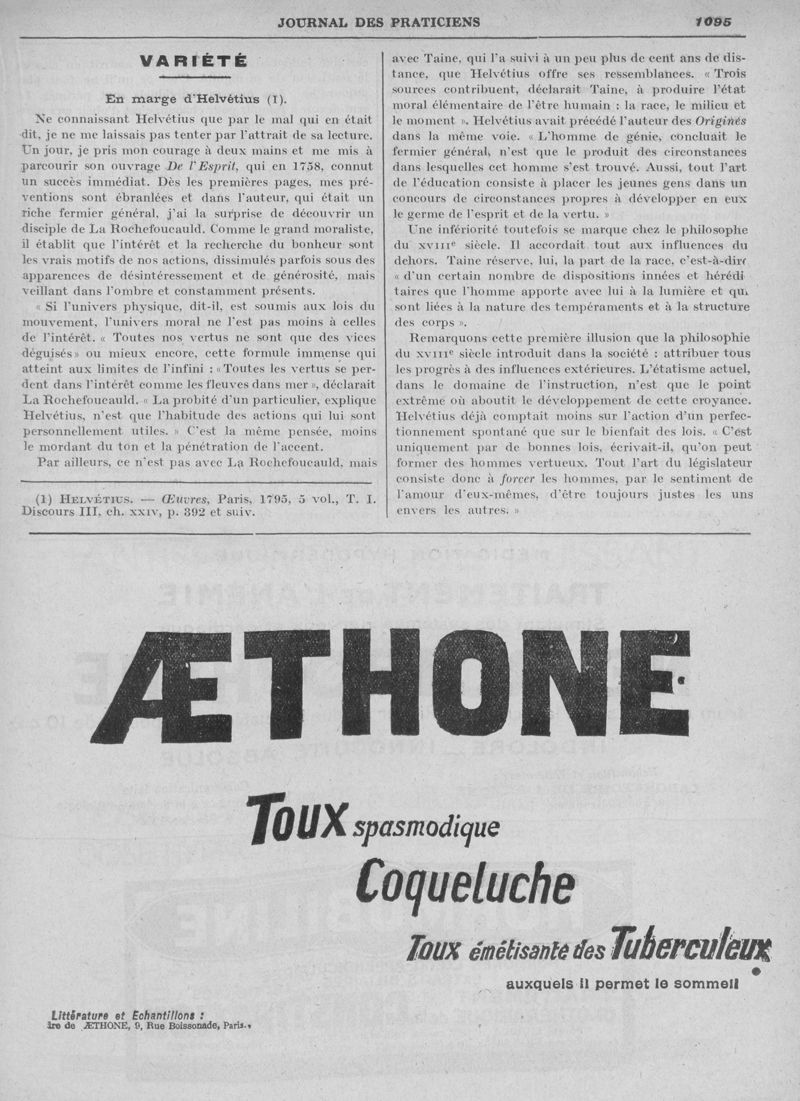 JOURNAL DES PRATICIENS 1095
VARIÉTÉ
En marge d'Helvétius (1).
Ne connaissant Helvétius que par le mal qui en était
dit, je ne me laissais pas tenter par l'attrait de sa lecture.
Un jour, je pris mon courage à deux mains et me mis à
parcourir son ouvrage De l'Esprit, qui en 1758, connut
un succès immédiat. Dès les premières pages, mes pré-
ventions sont ébranlées et dans l'auteur, qui était un
riche fermier général, j'ai la surprise de découvrir un
disciple de La Rochefoucauld. Comme le grand moraliste,
il établit que l'intérêt et la recherche du bonheur sont
les vrais motifs de nos actions, dissimulés parfois sous des
apparences de désintéressement et de générosité, mais
veillant dans l'ombre et constamment présents.
« Si l'univers physique, dit-il, est soumis aux lois du
mouvement, l'univers moral ne l'est pas moins à celles
de l'intérêt. « Toutes nos vertus ne sont que des vices
déguisés » ou mieux encore, cette formule immense qui
atteint aux limites de l'infini : « Toutes les vertus se per-
dent dans l'intérêt comme les fleuves dans mer », déclarait
La Rochefoucauld. « La probité d'un particulier, explique
Helvétius, n'est que l'habitude des actions qui lui sont
personnellement utiles. » C'est la même pensée, moins
le mordant du ton et la pénétration de l'accent.
Par ailleurs, ce n'est pas avec La Rochefoucauld, mais
(1) HELVÉTIUS. — Œuvres, Paris, 1795, 5 vol., T. I.
Discours III, ch. XXIV, p. 392 et suiv.
avec Taine, qui l'a suivi à un peu plus de cent ans de dis-
tance, que Helvétius offre ses ressemblances. « Trois
sources contribuent, déclarait Taine, à produire l'état
moral élémentaire de l'être humain : la race, le milieu et
le moment ». Helvétius avait précédé l'auteur des Origines
dans la même voie. « L'homme de génie, concluait le
fermier général, n'est que le produit des circonstances
dans lesquelles cet homme s'est trouvé. Aussi, tout l'art
de l'éducation consiste à placer les jeunes gens dans un
concours de circonstances propres à développer en eux
le germe de l'esprit et de la vertu. »
Une infériorité toutefois se marque chez le philosophe
du XVIIIe siècle. Il accordait tout aux influences du
dehors. Taine réserve, lui, la part de la race, c'est-à-dire
« d'un certain nombre de dispositions innées et hérédi
taires que l'homme apporte avec lui à la lumière et qui
sont liées à la nature des tempéraments et à la structure
des corps ».
Remarquons cette première illusion que la philosophie
du XVIIIe siècle introduit dans la société : attribuer tous
les progrès à des influences extérieures. L'étatisme actuel,
dans le domaine de l'instruction, n'est que le point
extrême où aboutit le développement de cette croyance.
Helvétius déjà comptait moins sur l'action d'un perfec-
tionnement spontané que sur le bienfait des lois. « C'est
uniquement par de bonnes lois, écrivait-il, qu'on peut
former des hommes vertueux. Tout l'art du législateur
consiste donc à forcer les hommes, par le sentiment de
l'amour d'eux-mêmes, d'être toujours justes les uns
envers les autres. »
ÆTHONE
Toux spasmodique
Coqueluche
Toux émétisante des Tuberculeux
auxquels il permet le sommeil
Littérature et Echantillons :
ire de ÆTHONE, 9, Rue Boissonade, Paris.